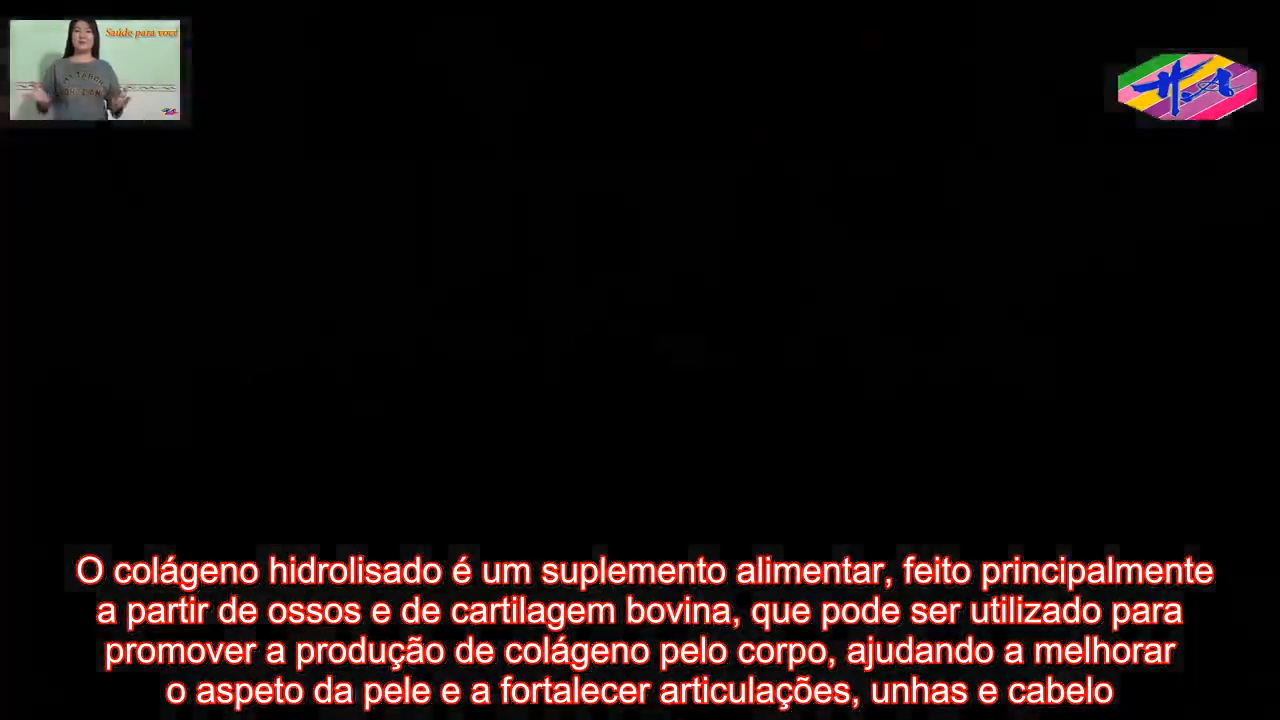 Saúde para você
H.A
O colágeno hidrolisado é um suplemento alimentar, feito principalmente
a partir de ossos e de cartilagem bovina, que pode ser utilizado para
promover a produção de colágeno pelo corpo, ajudando a melhorar
o aspeto da pele e a fortalecer articulações, unhas e cabelo